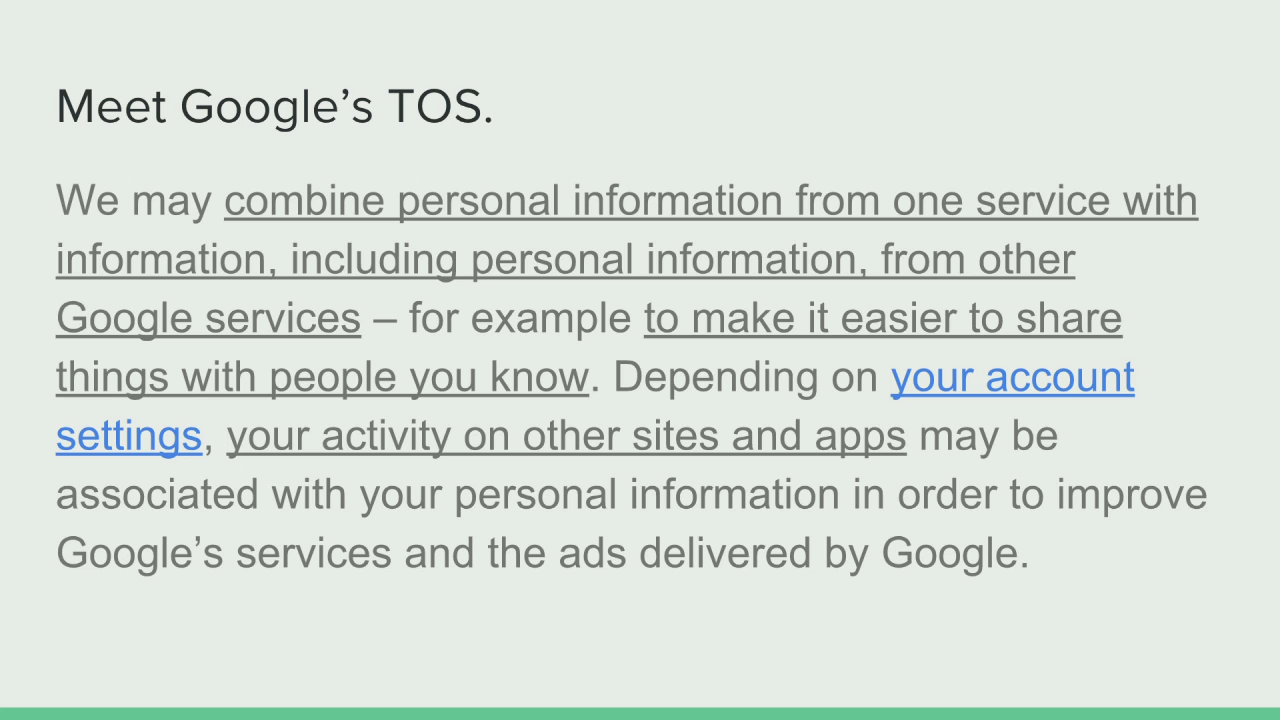 Meet Google’s TOS.
We may combine personal information from one service with
information, including personal information, from other
Google services – for example to make it easier to share
things with people you know. Depending on your account
settings, your activity on other sites and apps may be
associated with your personal information in order to improve
Google’s services and the ads delivered by Google.